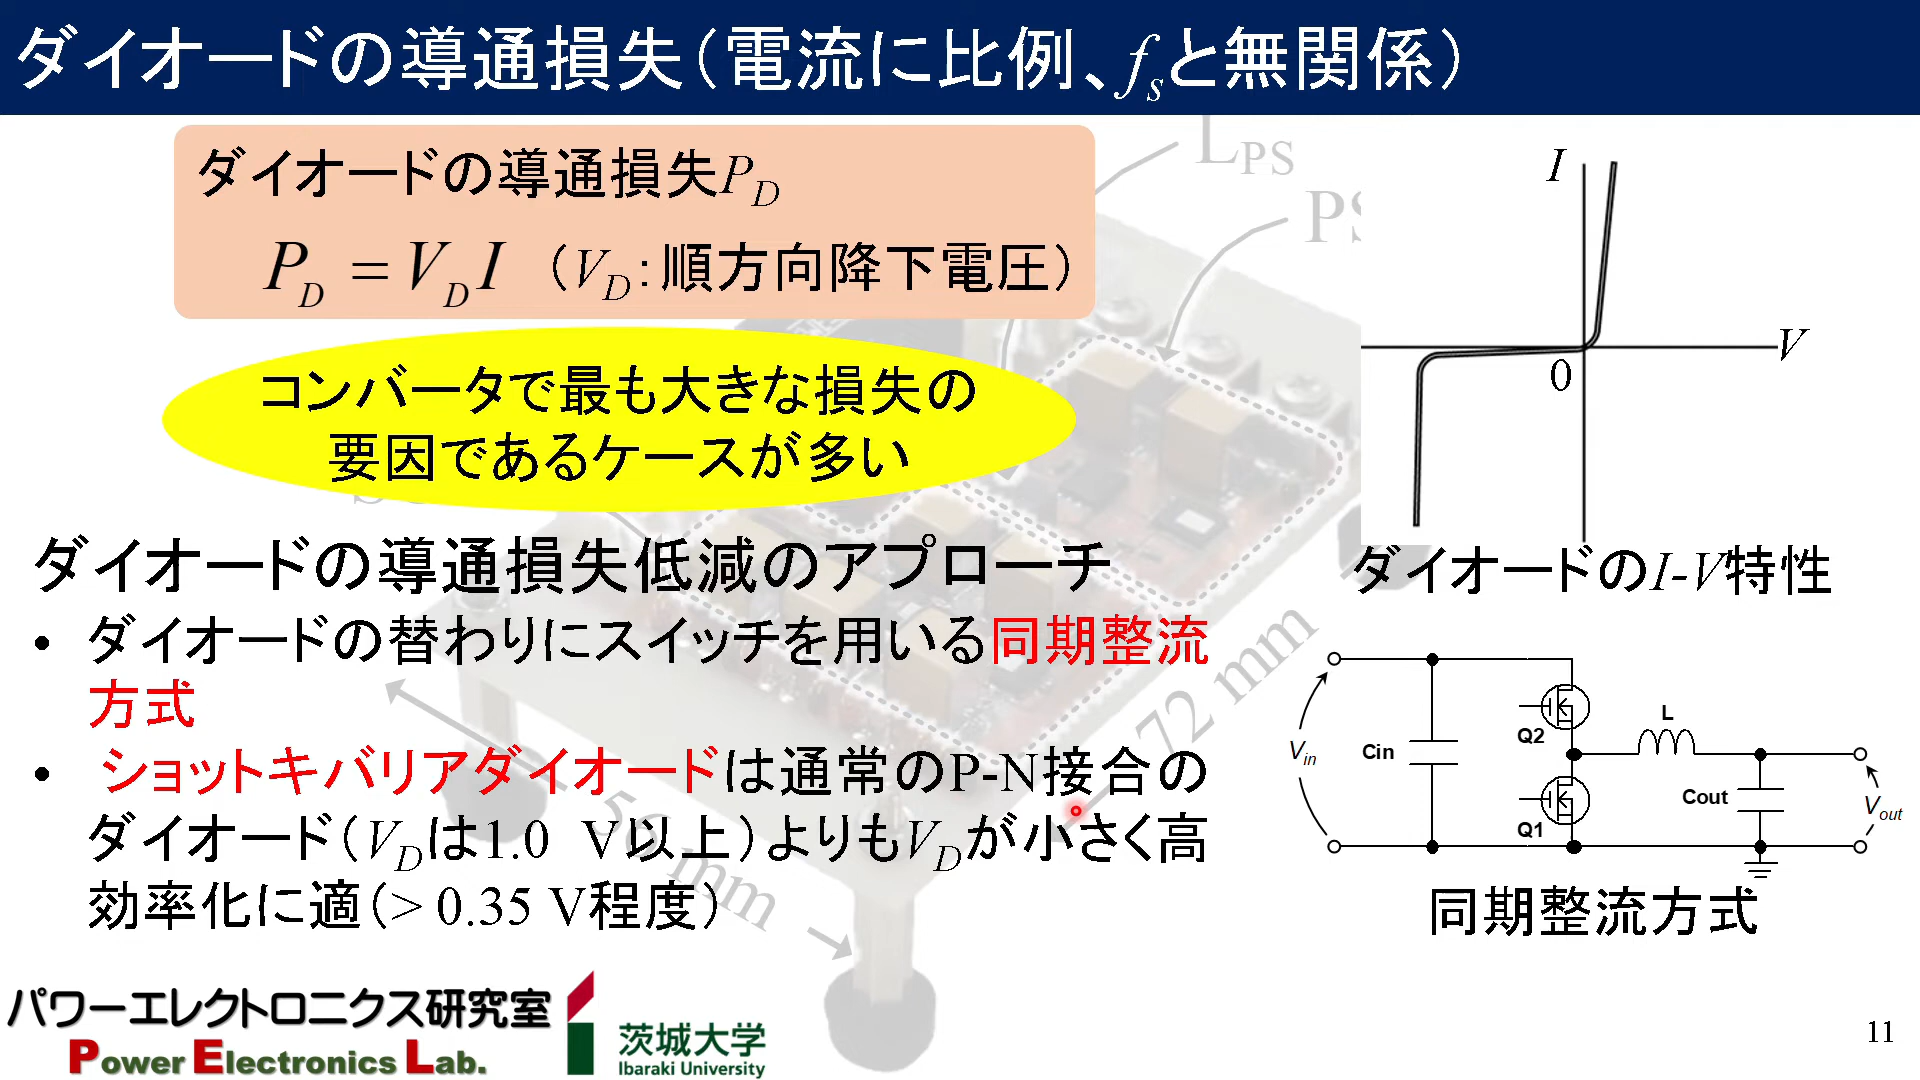 ダイオードの導通損失（電流に比例、fsと無関係）
ダイオードの導通損失PD
PD = VDI （VD：順方向降下電圧）
コンバータで最も大きな損失の
要因であるケースが多い
ダイオードの導通損失低減のアプローチ
• ダイオードの替わりにスイッチを用いる同期整流
方式
• ショットキバリアダイオードは通常のP-N接合の
ダイオード（VDは1.0 V以上）よりもVDが小さく高
効率化に適（> 0.35 V程度）
LPS
PS
72 mm
56 mm
I
V
0
ダイオードのI-V特性
Vin
Cin
Q2
Q1
L
Cout
Vout
同期整流方式
パワーエレクトロニクス研究室
Power Electronics Lab.
茨城大学
Ibaraki University
11